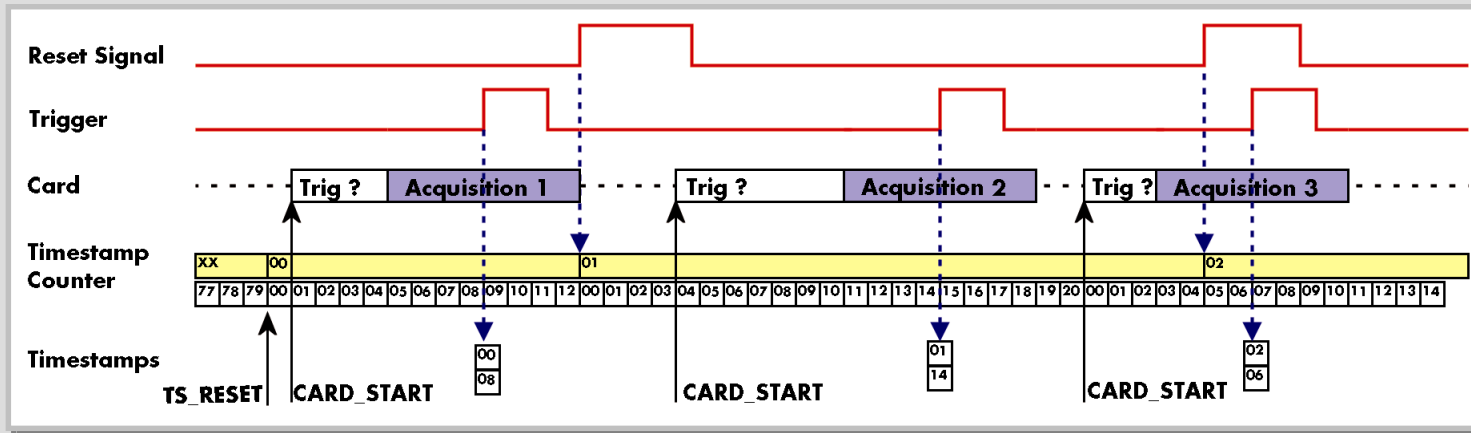 Reset Signal
Trigger
Card
Trig ? Acquisition 1 Trig ? Acquisition 2 Trig ? Acquisition 3
Timestamp
Counter
XX 00 01 02
77 78 79 00 01 02 03 04 05 06 07 08 09 10 11 12 00 01 02 03 04 05 06 07 08 09 10 11 12 13 14 15 16 17 18 19 20 00 01 02 03 04 05 06 07 08 09 10 11 12 13 14
Timestamps
00 01 02
08 14 06
TS_RESET CARD_START CARD_START CARD_START